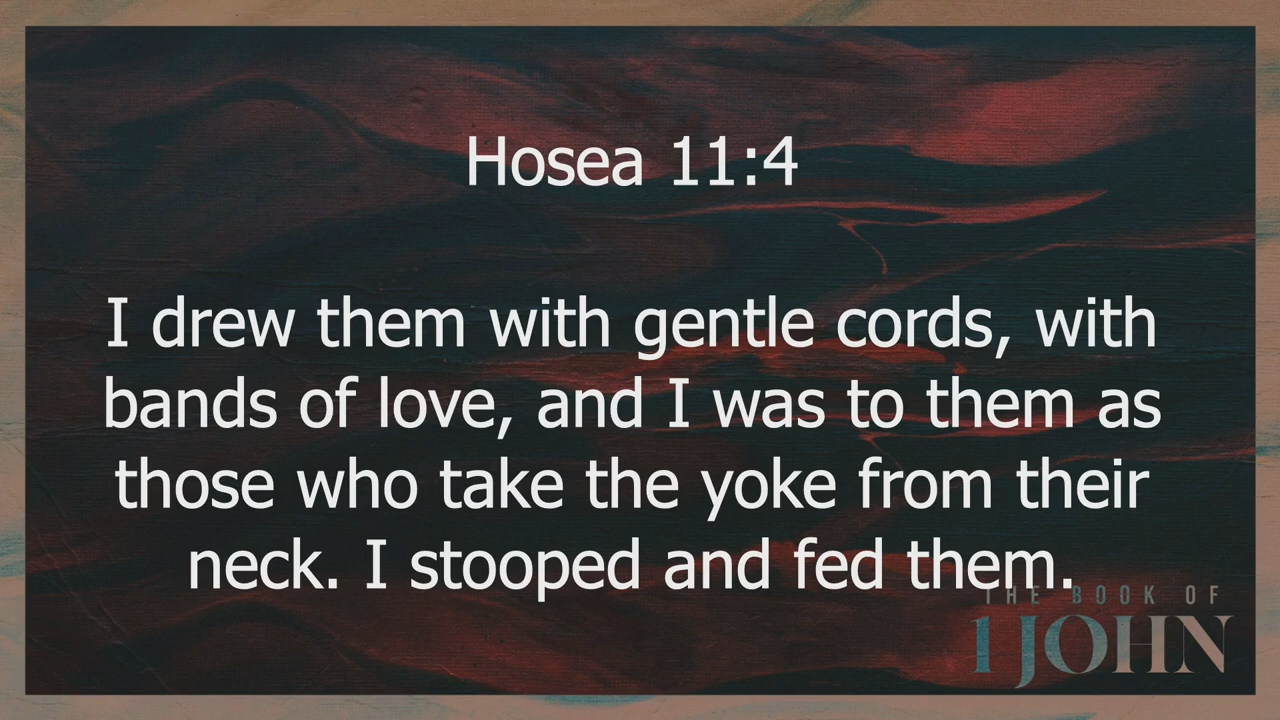 Hosea 11:4
I drew them with gentle cords, with
bands of love, and I was to them as
those who take the yoke from their
neck. I stooped and fed them.
THE BOOK OF
1 JOHN